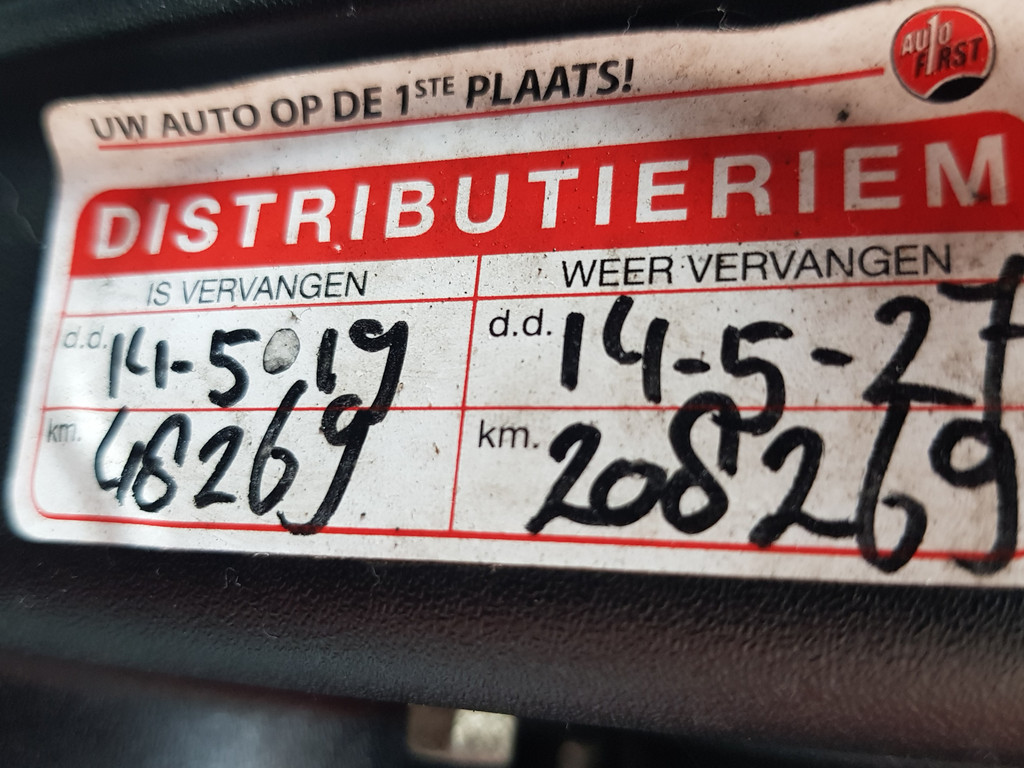 AUTO FIRST
UW AUTO OP DE 1STE PLAATS!
DISTRIBUTIERIEM
IS VERVANGEN
WEER VERVANGEN
d.d. 14-5-19
d.d. 14-5-27
km. 48269
km. 208269